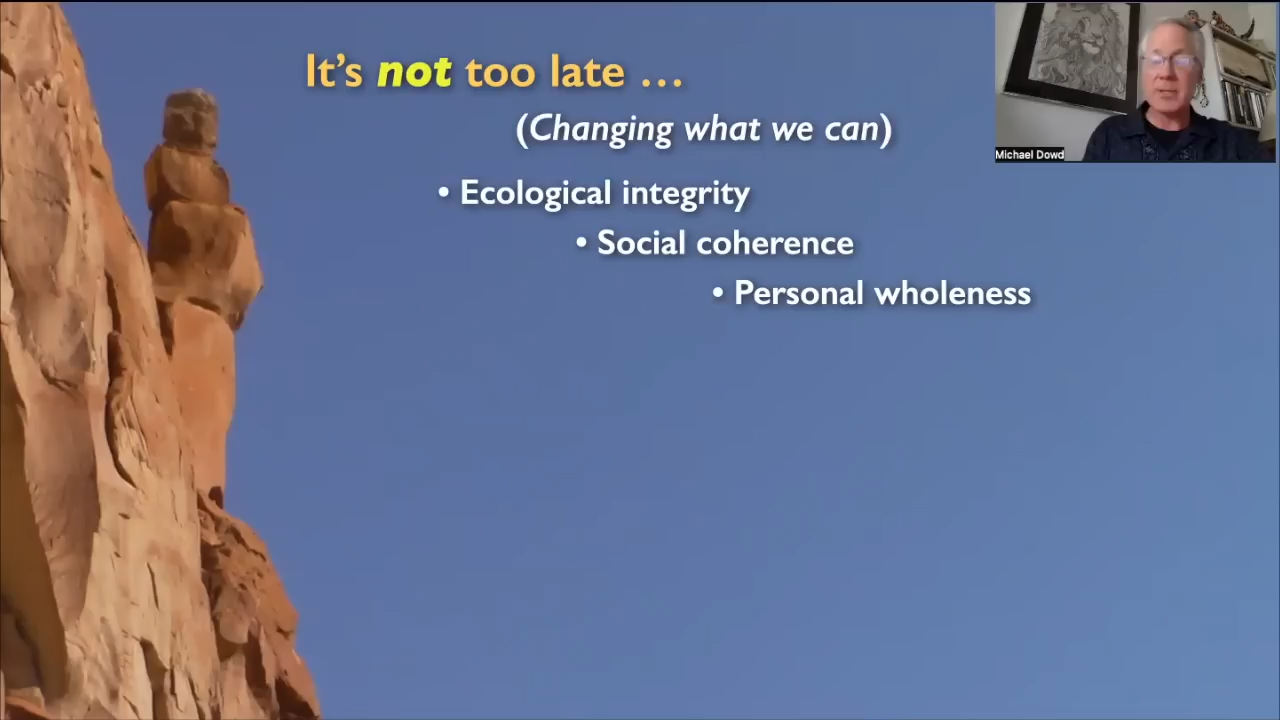 It’s not too late …
(Changing what we can)
• Ecological integrity
• Social coherence
• Personal wholeness
Michael Dowd